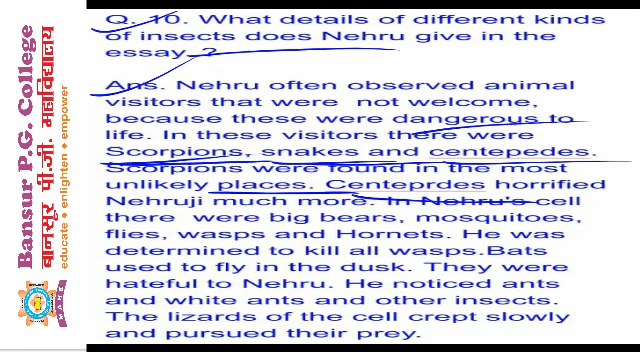 Bansur P.G. College
बानसूर पी.जी. महाविद्यालय
educate • enlighten • empower
Q. 10. What details of different kinds
of insects does Nehru give in the
essay ?
Ans. Nehru often observed animal
visitors that were not welcome,
because these were dangerous to
life. In these visitors there were
Scorpions, snakes and centepedes.
Scorpions were found in the most
unlikely places. Centeprdes horrified
Nehruji much more. In Nehru's cell
there were big bears, mosquitoes,
flies, wasps and Hornets. He was
determined to kill all wasps.Bats
used to fly in the dusk. They were
hateful to Nehru. He noticed ants
and white ants and other insects.
The lizards of the cell crept slowly
and pursued their prey.